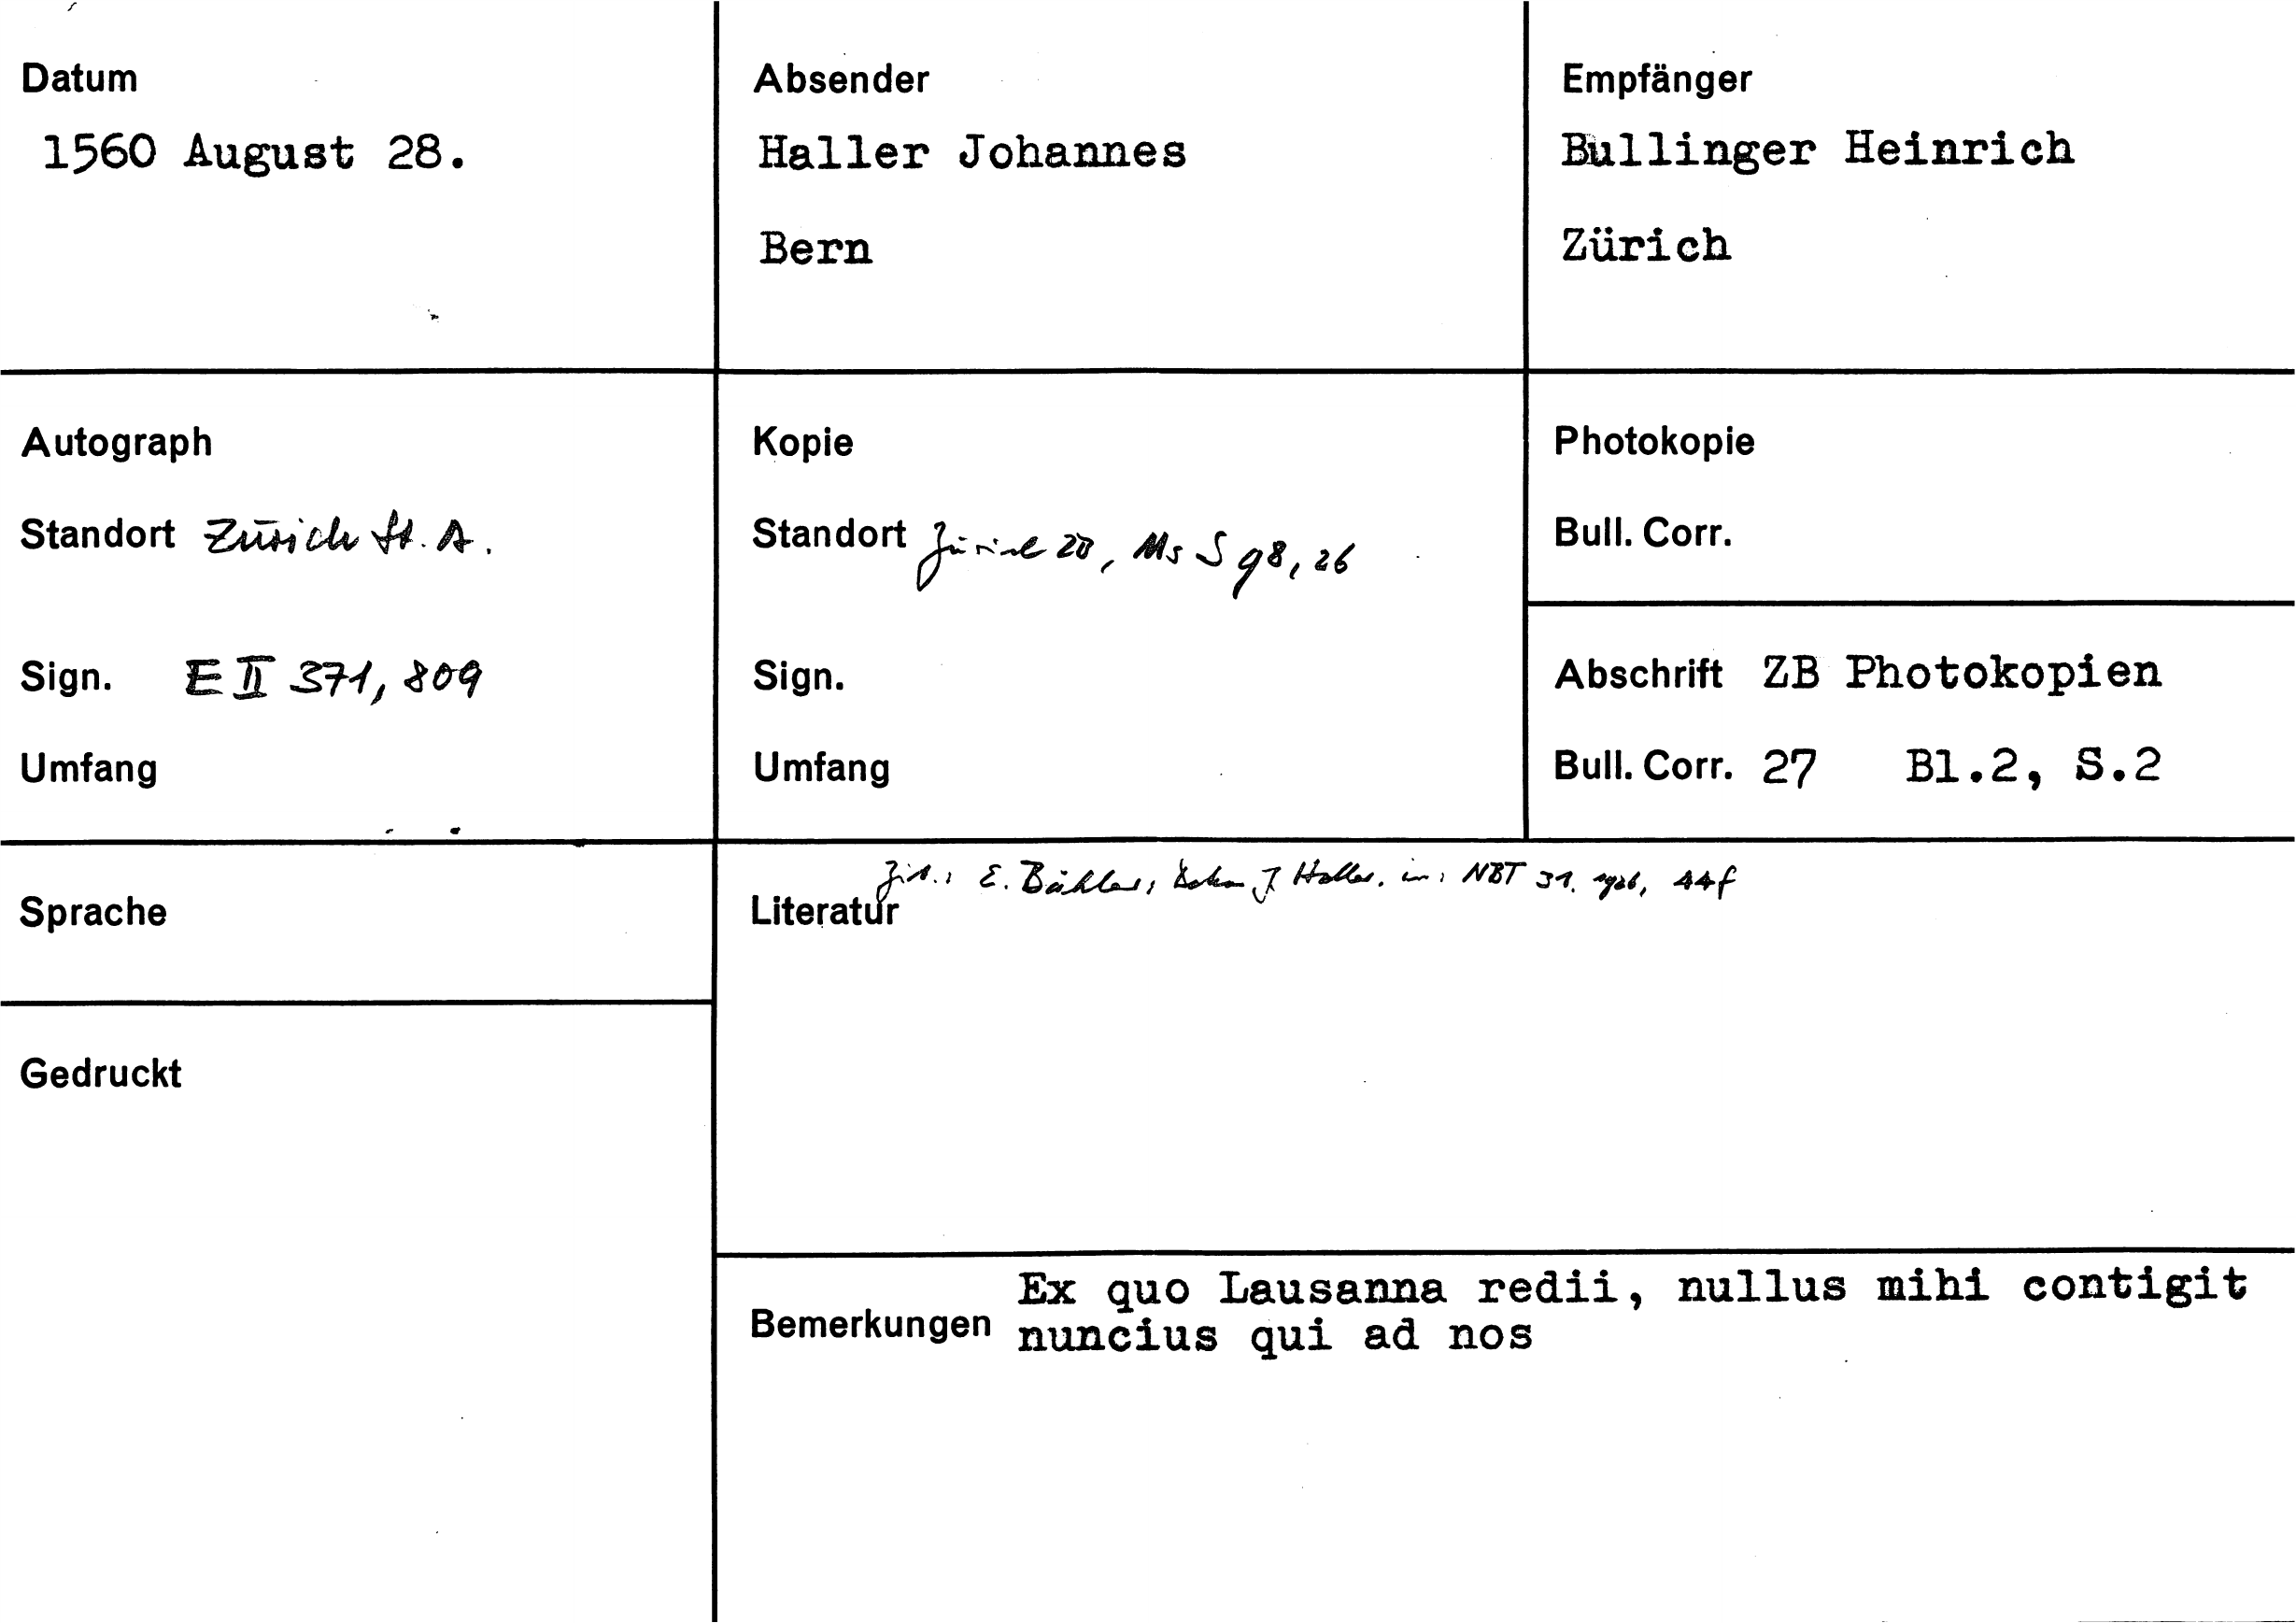 Datum
1560 August 28.
Absender
Haller Johannes
Bern
Empfänger
Bullinger Heinrich
Zürich
Autograph
Standort Zürich St. A.
Sign. E II 371, 809
Umfang
Kopie
Standort Zürich ZB, Ms S 98, 26
Sign.
Umfang
Photokopie
Bull. Corr.
Abschrift ZB Photokopien
Bull. Corr. 27 Bl.2, S.2
Sprache
Gedruckt
Zit.: E. Bähler, J Haller. in: NBT 31. 1926, 44f
Literatur
Ex quo Lausanna redii, nullus mihi contigit
Bemerkungen nuncius qui ad nos